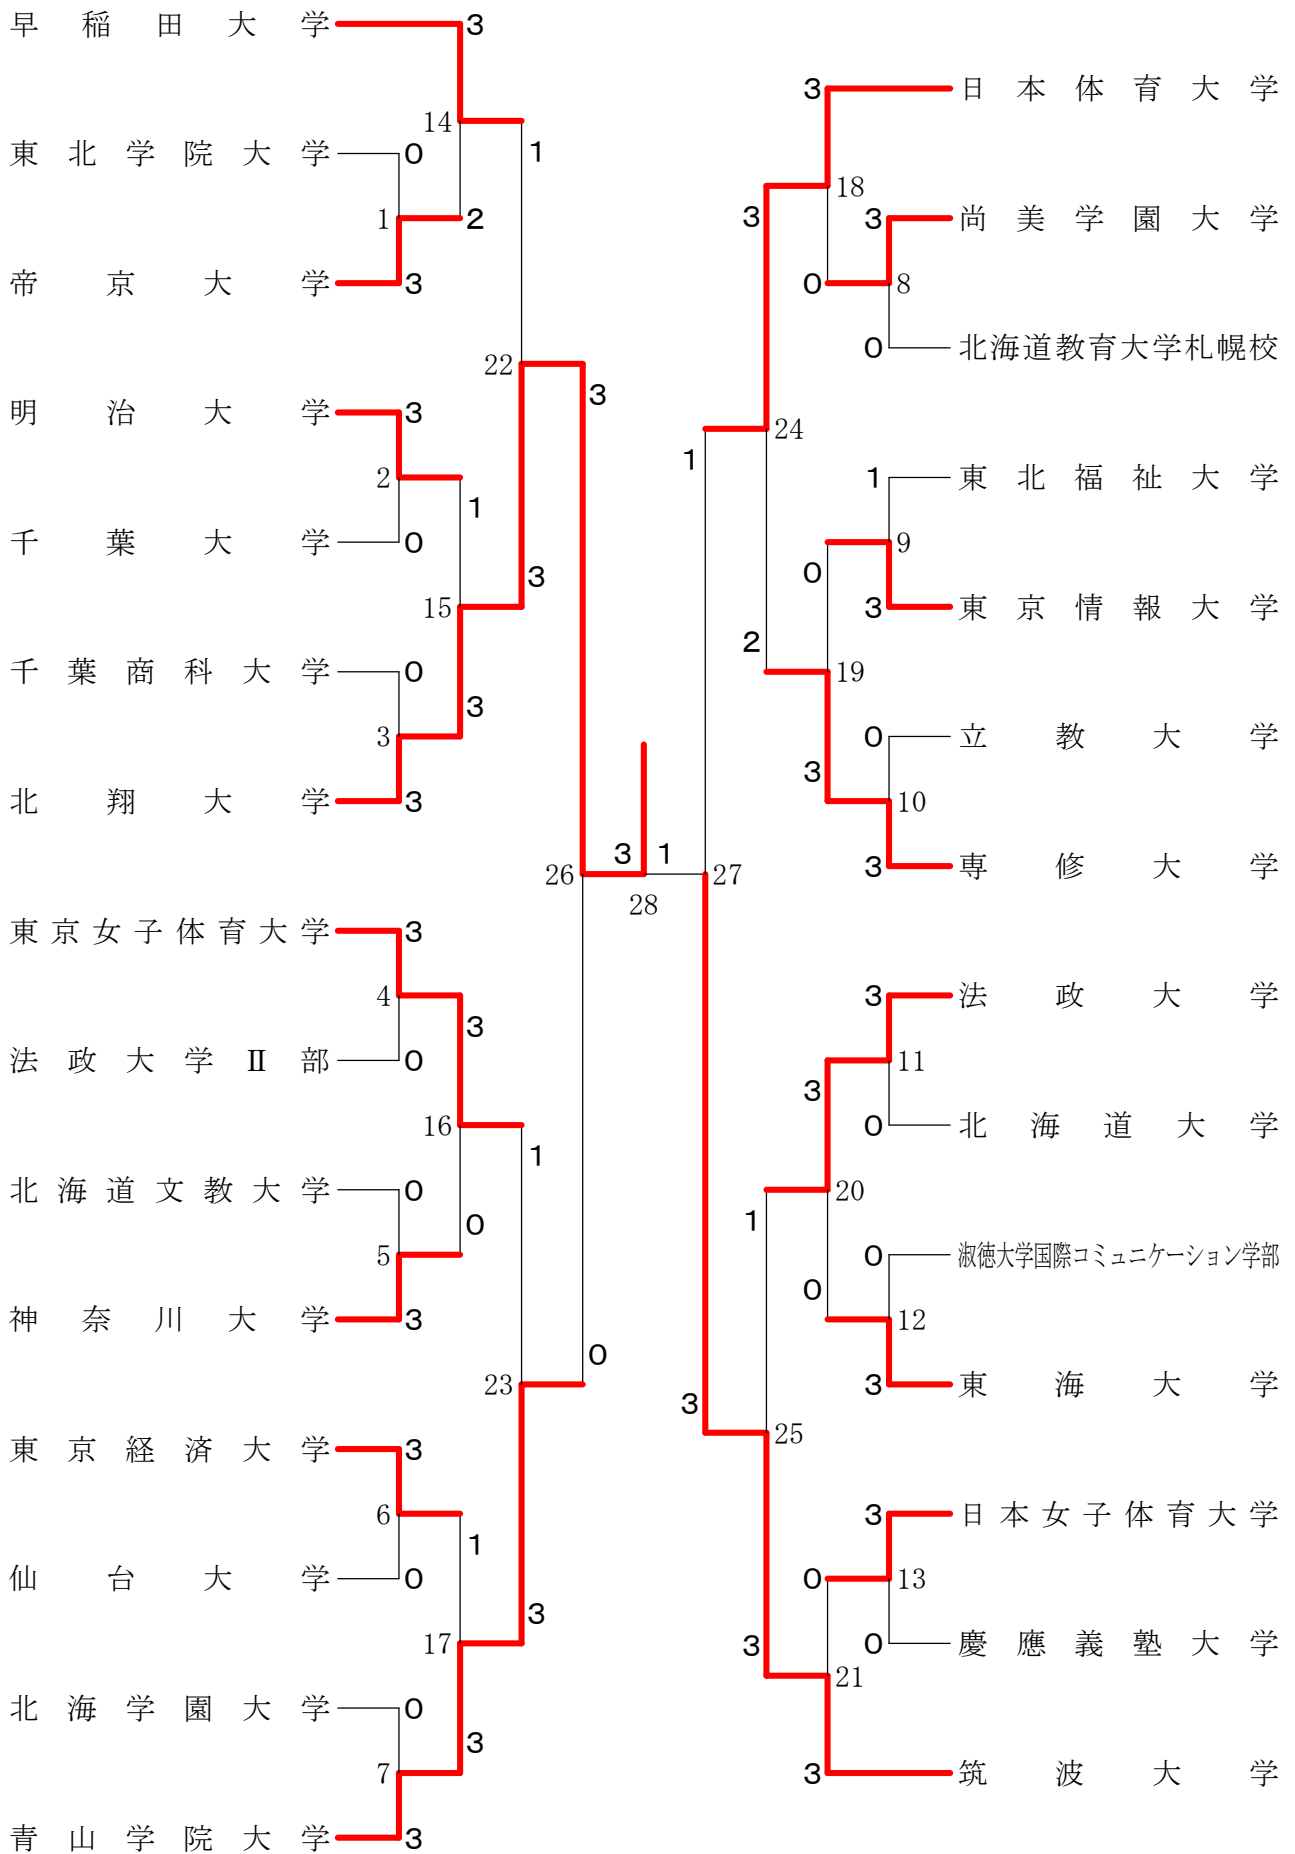 早稲田大学 3
3 日本体育大学
14
東北学院大学 0
1
18
1 2
3
3 尚美学園大学
帝京大学 3
0 8
0 北海道教育大学札幌校
22
3
明治大学 3
24
1
2
1
1 東北福祉大学
千葉大学 0
9
3
0
15
3 東京情報大学
2
千葉商科大学 0
19
3
3
0 立教大学
3
北翔大学 3
10
3 1
26
27
3 専修大学
28
東京女子体育大学 3
4
3 法政大学
3
法政大学Ⅱ部 0
11
3
16
0 北海道大学
1
北海道文教大学 0
20
1
0
5
0 淑徳大学国際コミュニケーション学部
0
神奈川大学 3
12
0
23
3 東海大学
3
25
東京経済大学 3
6
3 日本女子体育大学
1
仙台大学 0
0 13
3
17
3
0 慶應義塾大学
21
北海学園大学 0
3
7
3 筑波大学
青山学院大学 3